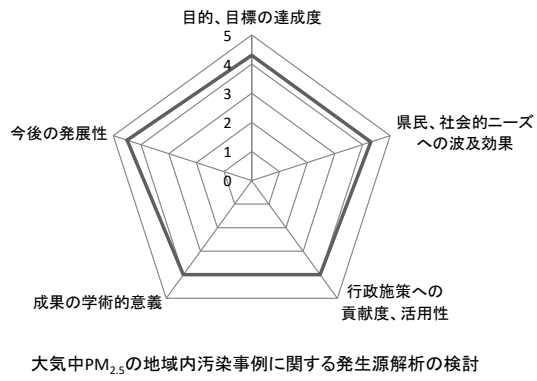 目的、目標の達成度
5
4
3
2
1
0
県民、社会的ニーズ
への波及効果
今後の発展性
行政施策への
貢献度、活用性
成果の学術的意義
大気中PM2.5の地域内汚染事例に関する発生源解析の検討